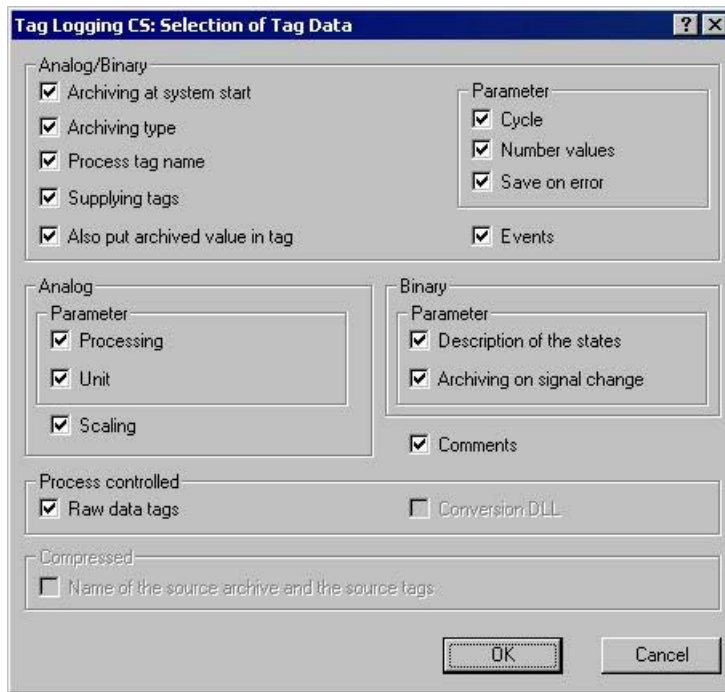 Tag Logging CS: Selection of Tag Data
Analog/Binary
Archiving at system start
Archiving type
Process tag name
Supplying tags
Also put archived value in tag
Parameter
Cycle
Number values
Save on error
Events
Analog
Parameter
Processing
Unit
Scaling
Binary
Parameter
Description of the states
Archiving on signal change
Comments
Process controlled
Raw data tags
Conversion DLL
Compressed
Name of the source archive and the source tags
OK
Cancel